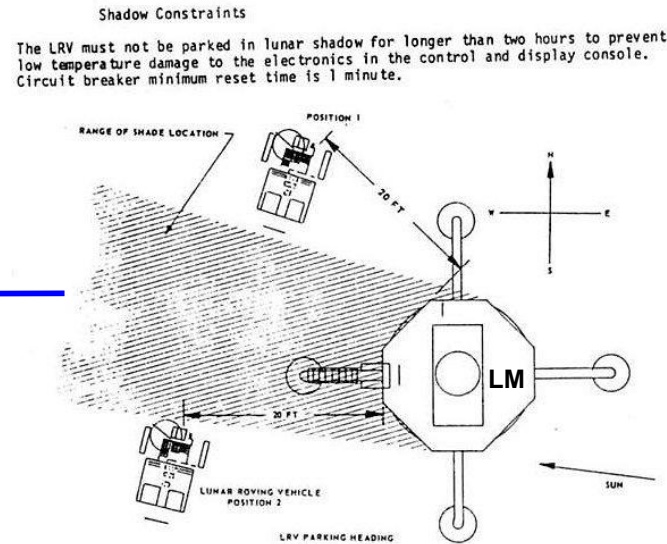 Shadow Constraints
The LRV must not be parked in lunar shadow for longer than two hours to prevent
low temperature damage to the electronics in the control and display console.
Circuit breaker minimum reset time is 1 minute.
POSITION 1
RANGE OF SHADE LOCATION
20 FT
N
W
E
S
LM
20 FT
SUN
LUNAR ROVING VEHICLE
POSITION 2
LRV PARKING HEADING